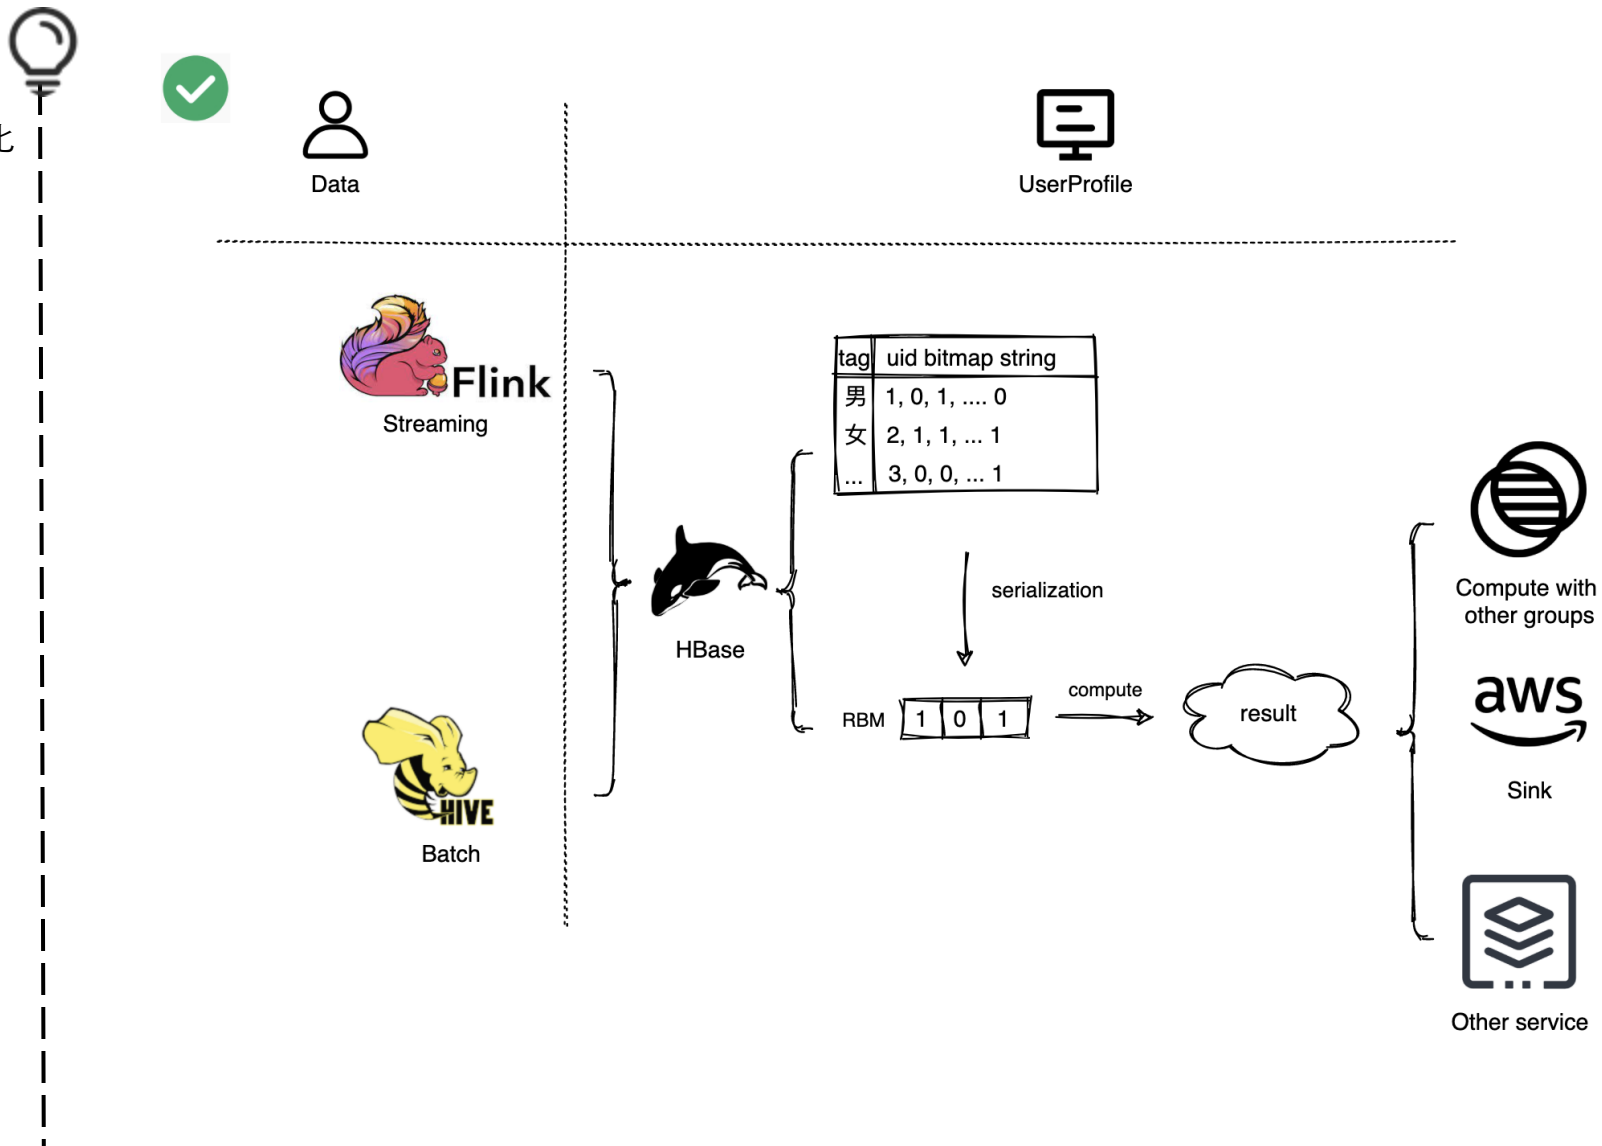 Data
UserProfile
Flink
Streaming
tag uid bitmap string
男 1, 0, 1, .... 0
女 2, 1, 1, ... 1
... 3, 0, 0, ... 1
HBase
serialization
RBM 1 0 1
compute
result
Compute with
other groups
aws
Sink
HIVE
Batch
Other service